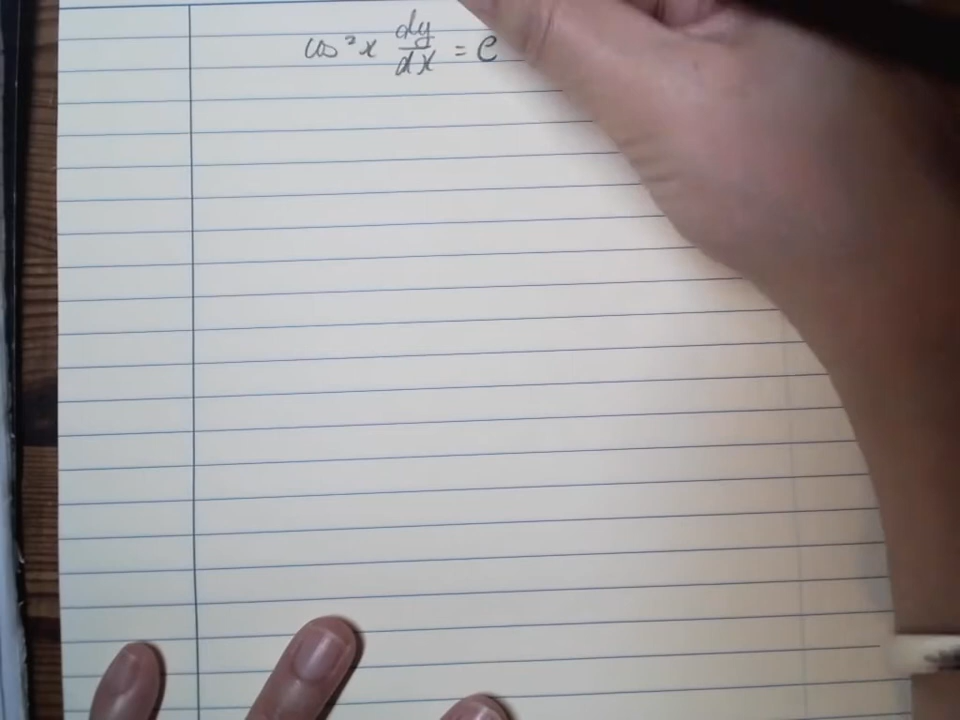 cos²x dy/dx = e